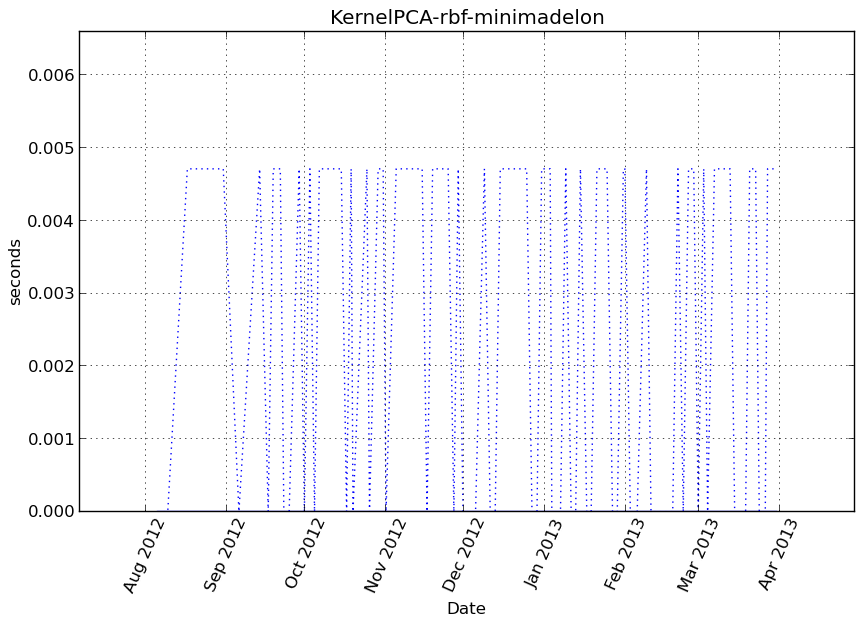 KernelPCA-rbf-minimadelon
0.006
0.005
0.004
0.003
0.002
0.001
0.000
seconds
Aug 2012
Sep 2012
Oct 2012
Nov 2012
Dec 2012
Jan 2013
Feb 2013
Mar 2013
Apr 2013
Date